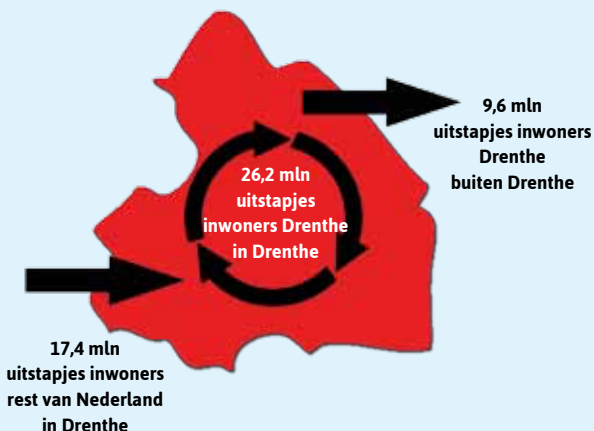 9,6 mln
uitstapjes inwoners
Drenthe
buiten Drenthe
26,2 mln
uitstapjes
inwoners Drenthe
in Drenthe
17,4 mln
uitstapjes inwoners
rest van Nederland
in Drenthe